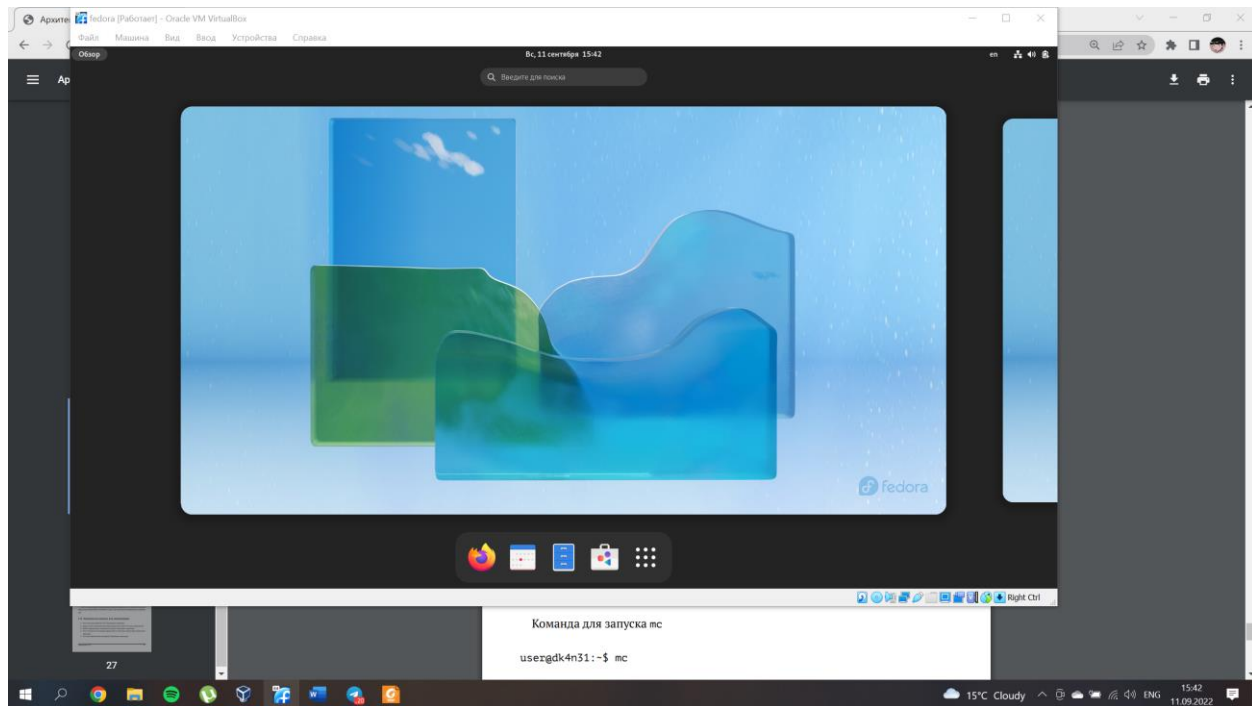 Архите
fedora [Работает] - Oracle VM VirtualBox
Файл Машина Вид Ввод Устройства Справка
Обзор
Вс, 11 сентября 15:42
en
Ар
Введите для поиска
fedora
Right Ctrl
Команда для запуска mc
27
user@dk4n31:~$ mc
15°C Cloudy
ENG
15:42
11.09.2022